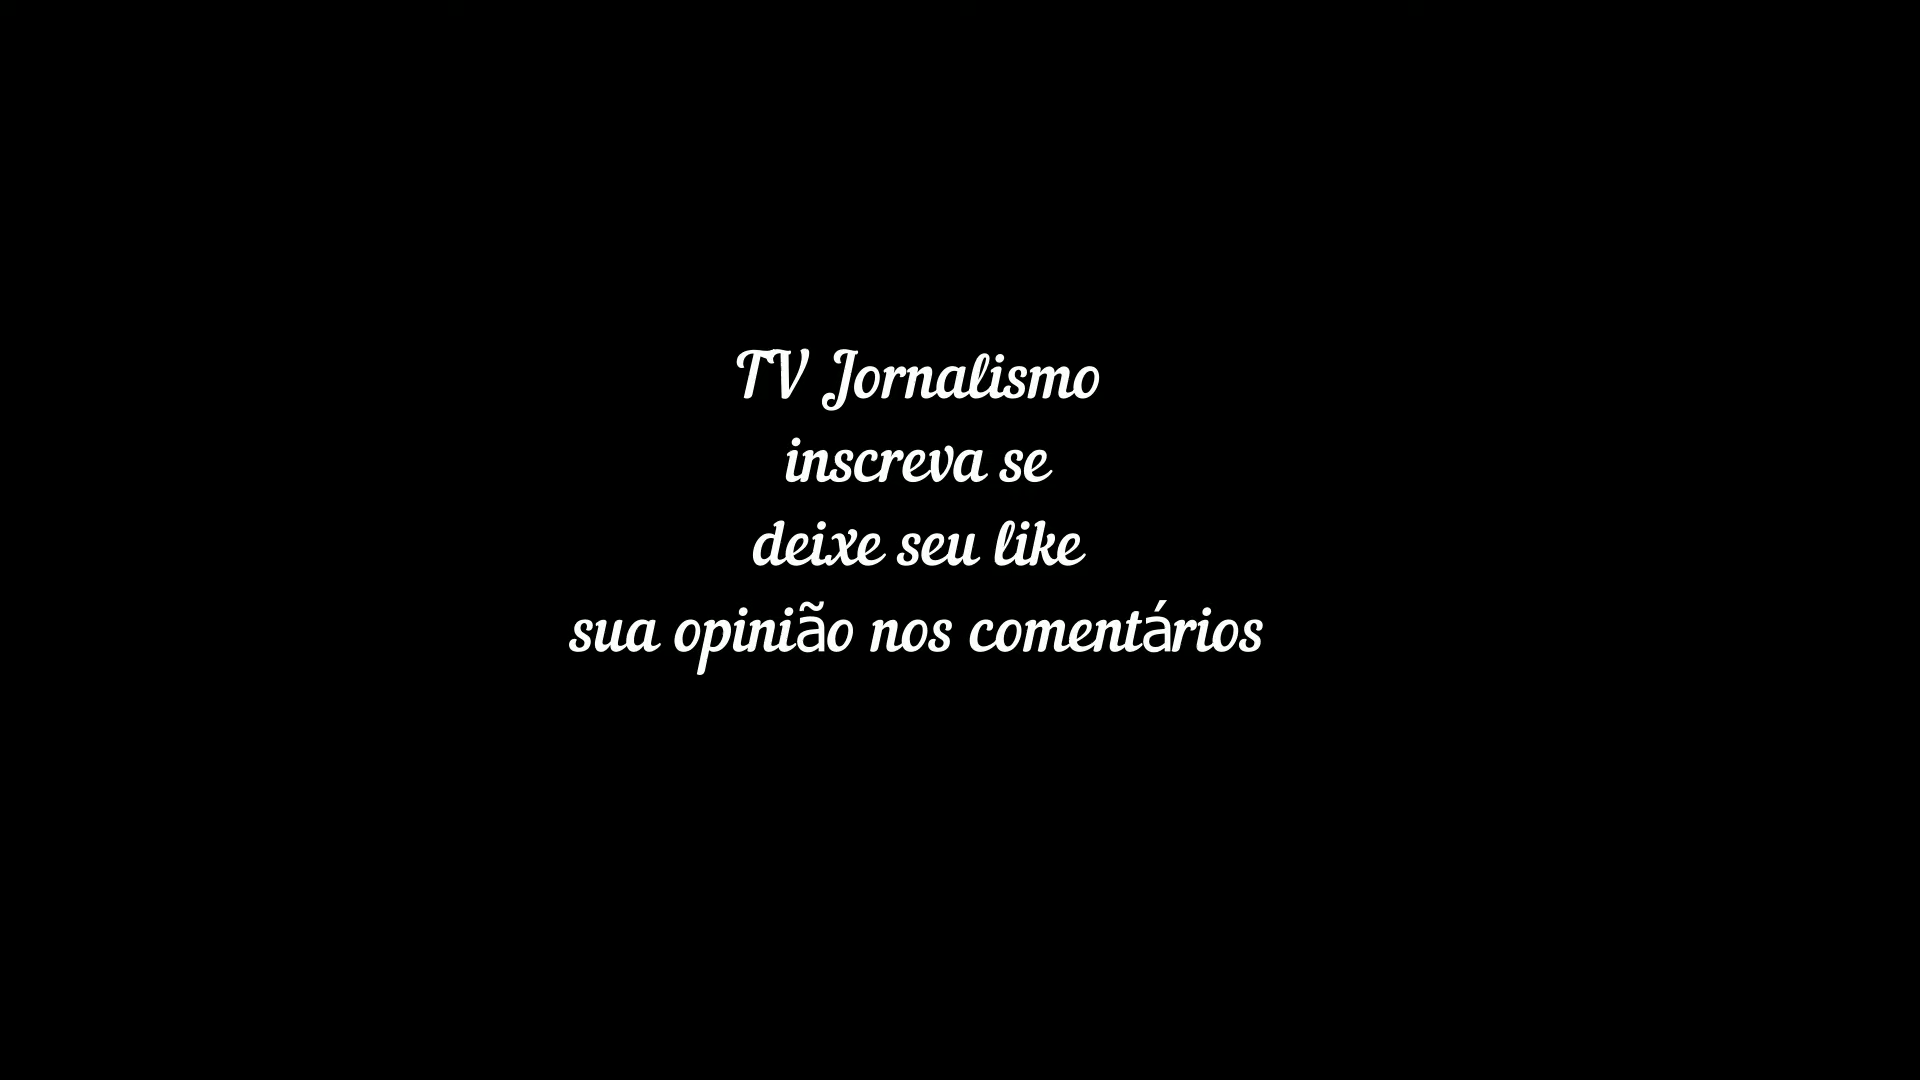 TV Jornalismo
inscreva se
deixe seu like
sua opinião nos comentários